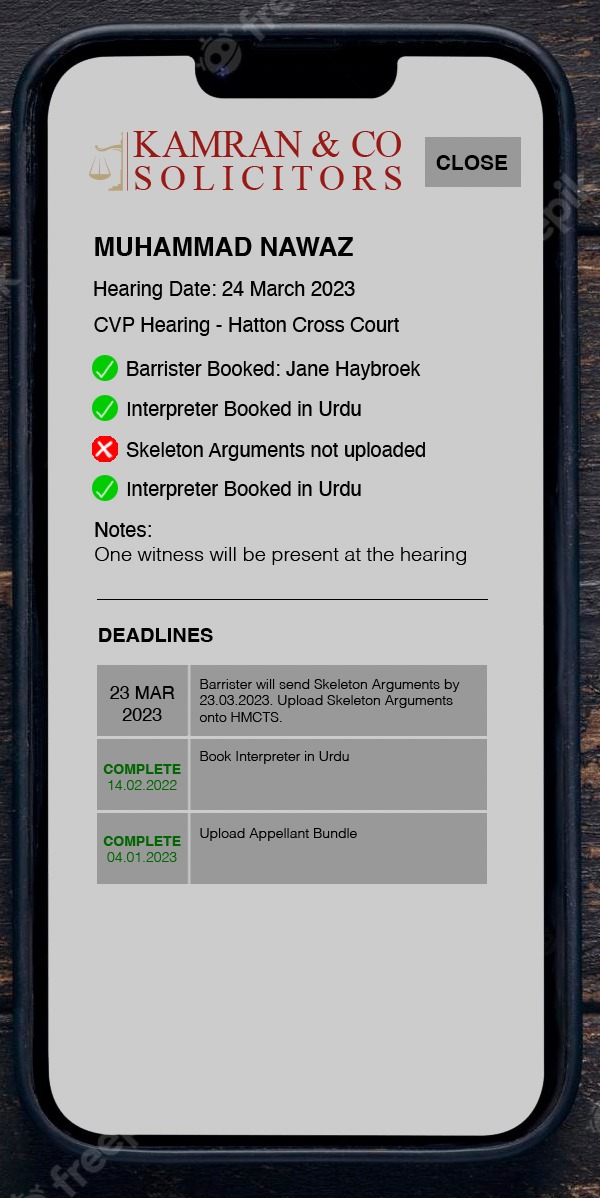 KAMRAN & CO
SOLICITORS
CLOSE
MUHAMMAD NAWAZ
Hearing Date: 24 March 2023
CVP Hearing - Hatton Cross Court
Barrister Booked: Jane Haybroek
Interpreter Booked in Urdu
Skeleton Arguments not uploaded
Interpreter Booked in Urdu
Notes:
One witness will be present at the hearing
DEADLINES
23 MAR
2023
Barrister will send Skeleton Arguments by
23.03.2023. Upload Skeleton Arguments
onto HMCTS.
COMPLETE
14.02.2022
Book Interpreter in Urdu
COMPLETE
04.01.2023
Upload Appellant Bundle